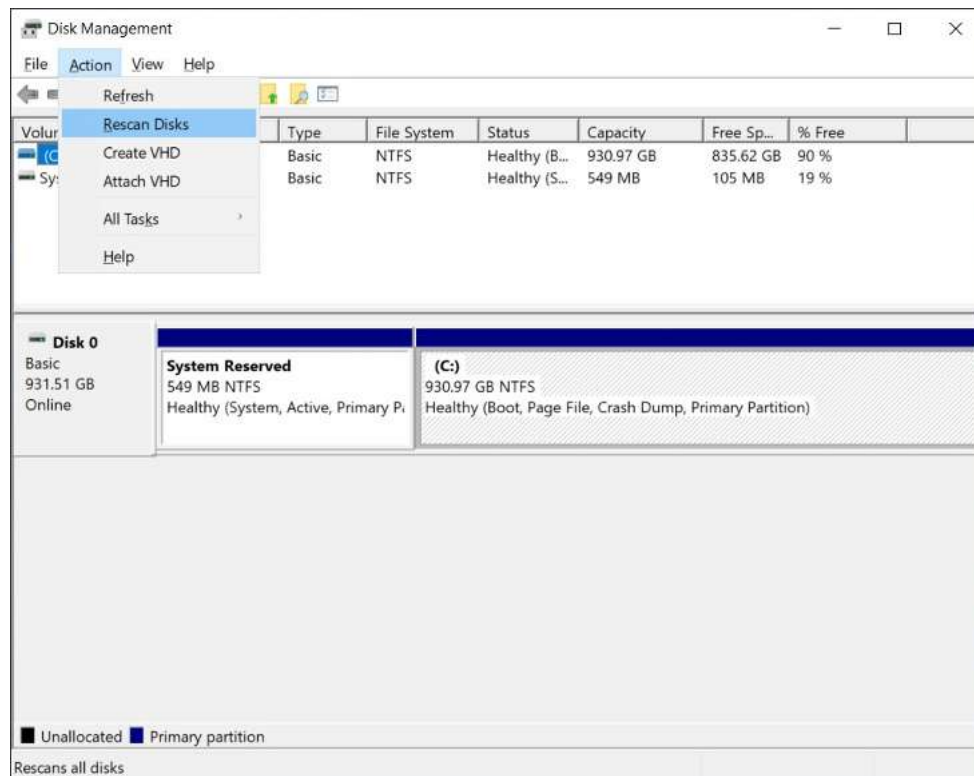 Disk Management
File Action View Help
Refresh
Rescan Disks
Create VHD
Attach VHD
All Tasks
Help
Type File System Status Capacity Free Sp... % Free
Basic NTFS Healthy (B... 930.97 GB 835.62 GB 90 %
Basic NTFS Healthy (S... 549 MB 105 MB 19 %
Disk 0
Basic
931.51 GB
Online
System Reserved
549 MB NTFS
Healthy (System, Active, Primary
(C:)
930.97 GB NTFS
Healthy (Boot, Page File, Crash Dump, Primary Partition)
Unallocated Primary partition
Rescans all disks